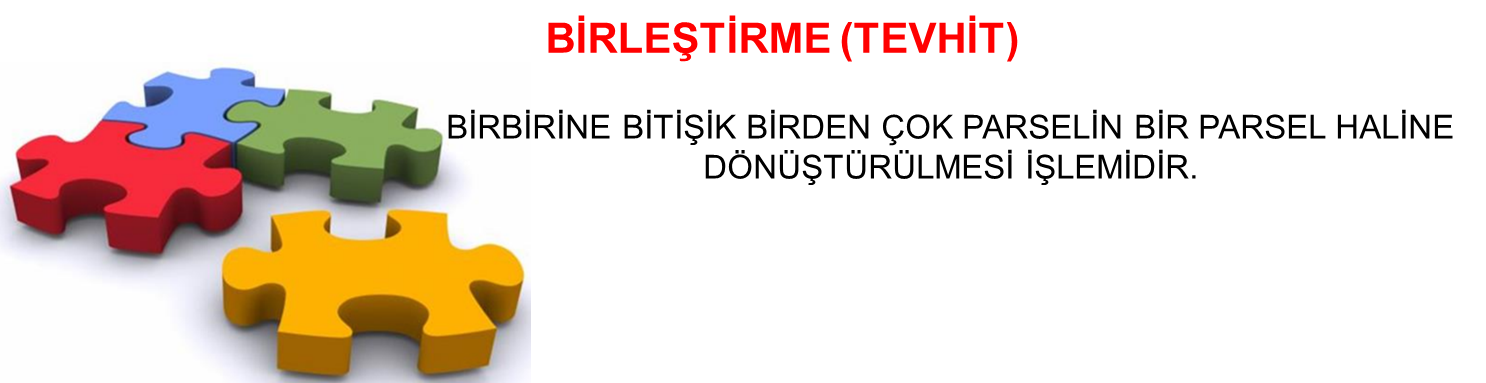 BİRLEŞTİRME (TEVHİT)
BİRBİRİNE BİTİŞİK BİRDEN ÇOK PARSELİN BİR PARSEL HALİNE
DÖNÜŞTÜRÜLMESİ İŞLEMİDİR.